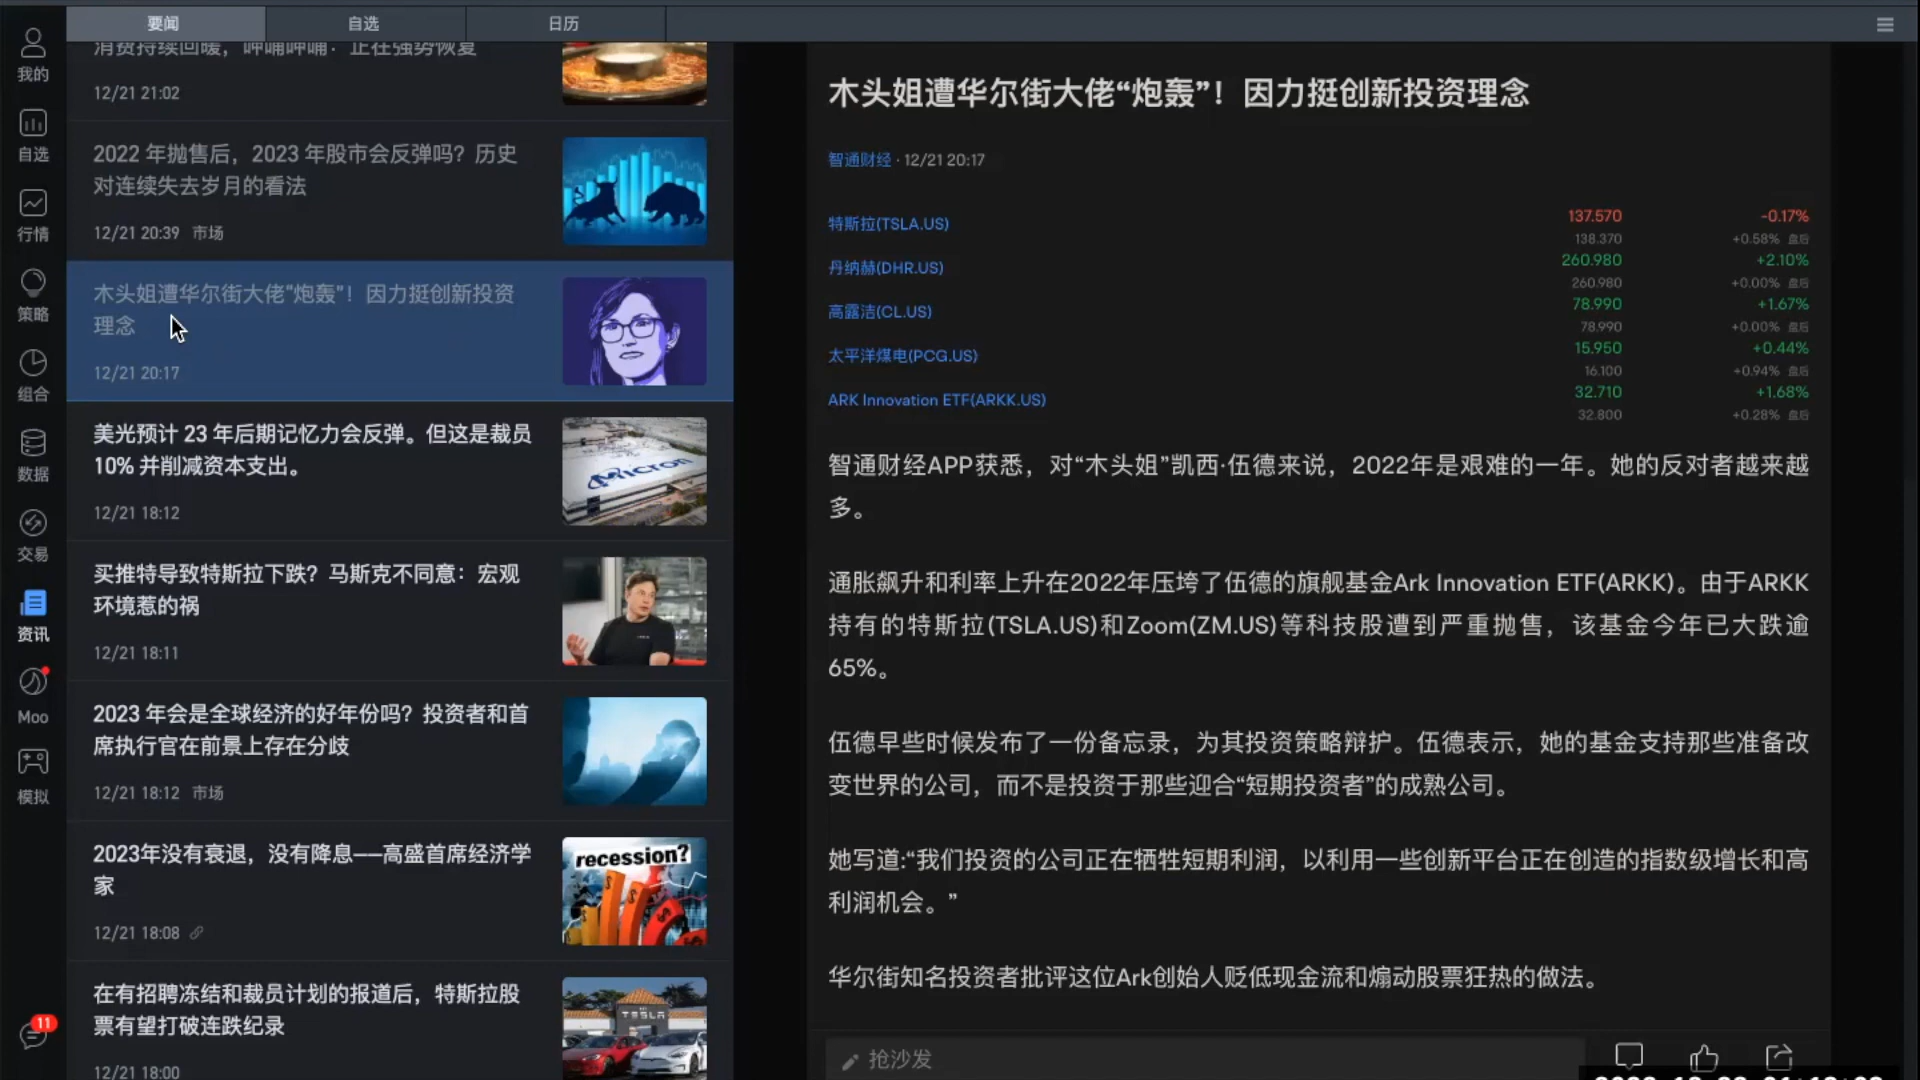 要闻
自选
日历
我的
自选
行情
策略
组合
数据
交易
资讯
Moo
模拟
11
消费持续回暖，呷哺呷哺：正在强势恢复
12/21 21:02
2022 年抛售后，2023 年股市会反弹吗？历史
对连续失去岁月的看法
12/21 20:39 市场
木头姐遭华尔街大佬"炮轰"！因力挺创新投资
理念
12/21 20:17
美光预计 23 年后期记忆力会反弹。但这是裁员
10% 并削减资本支出。
12/21 18:12
Micron
买推特导致特斯拉下跌？马斯克不同意：宏观
环境惹的祸
12/21 18:11
2023 年会是全球经济的好年份吗？投资者和首
席执行官在前景上存在分歧
12/21 18:12 市场
2023年没有衰退，没有降息——高盛首席经济学
家
12/21 18:08
recession?
在有招聘冻结和裁员计划的报道后，特斯拉股
票有望打破连跌纪录
12/21 18:00
TESLA
木头姐遭华尔街大佬“炮轰”！因力挺创新投资理念
智通财经 · 12/21 20:17
特斯拉(TSLA.US) 137.570 -0.17%
138.370 +0.58% 盘后
丹纳赫(DHR.US) 260.980 +2.10%
260.980 +0.00% 盘后
高露洁(CL.US) 78.990 +1.67%
78.990 +0.00% 盘后
太平洋煤电(PCG.US) 15.950 +0.44%
16.100 +0.94% 盘后
ARK Innovation ETF(ARKK.US) 32.710 +1.68%
32.800 +0.28% 盘后
智通财经APP获悉，对“木头姐”凯西·伍德来说，2022年是艰难的一年。她的反对者越来越
多。
通胀飙升和利率上升在2022年压垮了伍德的旗舰基金Ark Innovation ETF(ARKK)。由于ARKK
持有的特斯拉(TSLA.US)和Zoom(ZM.US)等科技股遭到严重抛售，该基金今年已大跌逾
65%。
伍德早些时候发布了一份备忘录，为其投资策略辩护。伍德表示，她的基金支持那些准备改
变世界的公司，而不是投资于那些迎合“短期投资者”的成熟公司。
她写道:“我们投资的公司正在牺牲短期利润，以利用一些创新平台正在创造的指数级增长和高
利润机会。”
华尔街知名投资者批评这位Ark创始人贬低现金流和煽动股票狂热的做法。
抢沙发